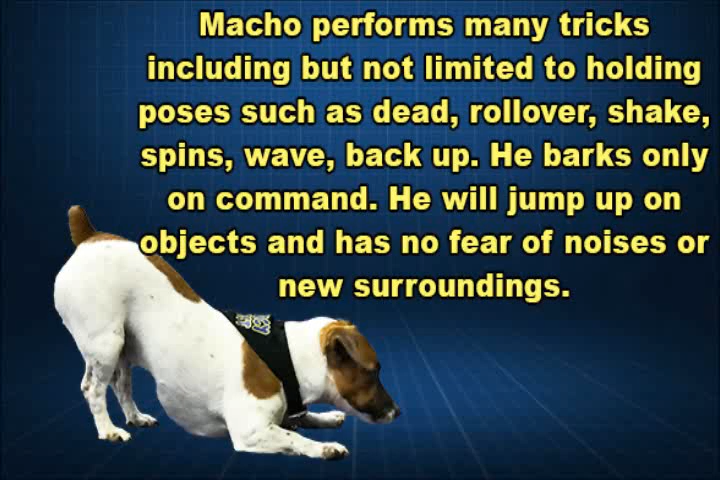 Macho performs many tricks
including but not limited to holding
poses such as dead, rollover, shake,
spins, wave, back up. He barks only
on command. He will jump up on
objects and has no fear of noises or
new surroundings.